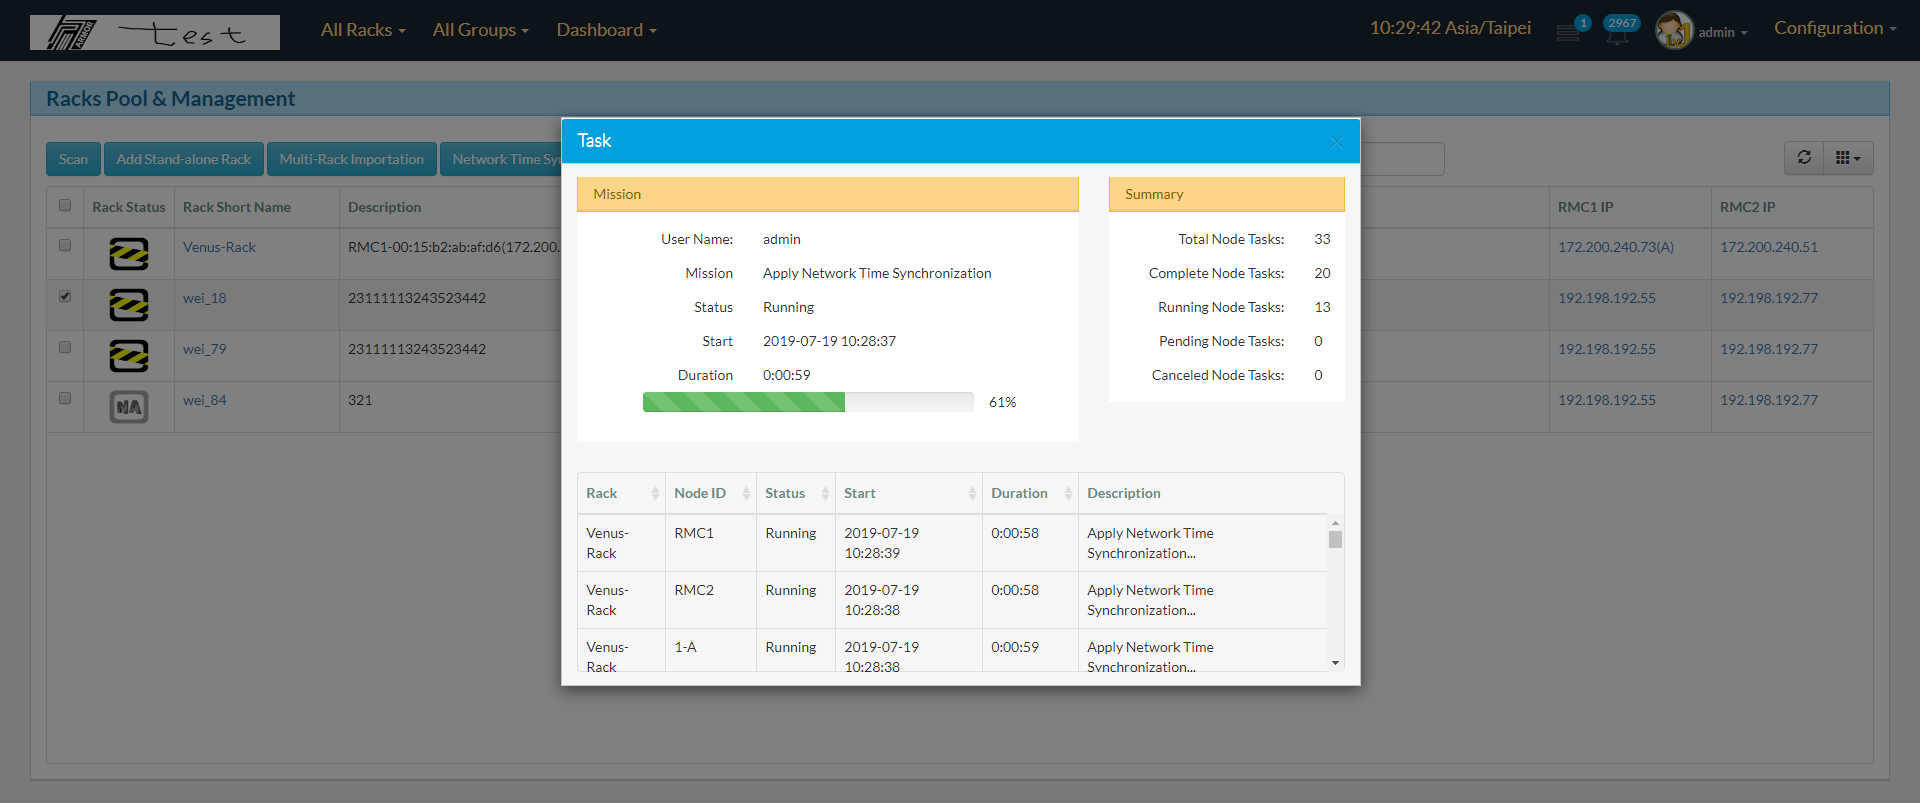 ARMOR test All Racks All Groups Dashboard 10:29:42 Asia/Taipei 1 2967 admin Configuration
Racks Pool & Management
Scan Add Stand-alone Rack Multi-Rack Importation Network Time Sy
Rack Status Rack Short Name Description RMC1 IP RMC2 IP
Venus-Rack RMC1-00:15:b2:ab:af:d6(172.200. 172.200.240.73(A) 172.200.240.51
wei_18 23111113243523442 192.198.192.55 192.198.192.77
wei_79 23111113243523442 192.198.192.55 192.198.192.77
NA wei_84 321 192.198.192.55 192.198.192.77
Task
Mission
User Name: admin
Mission Apply Network Time Synchronization
Status Running
Start 2019-07-19 10:28:37
Duration 0:00:59
61%
Summary
Total Node Tasks: 33
Complete Node Tasks: 20
Running Node Tasks: 13
Pending Node Tasks: 0
Canceled Node Tasks: 0
Rack Node ID Status Start Duration Description
Venus- RMC1 Running 2019-07-19 0:00:58 Apply Network Time
Rack 10:28:39 Synchronization...
Venus- RMC2 Running 2019-07-19 0:00:58 Apply Network Time
Rack 10:28:38 Synchronization...
Venus- 1-A Running 2019-07-19 0:00:59 Apply Network Time
Rack 10:28:38 Synchronization...